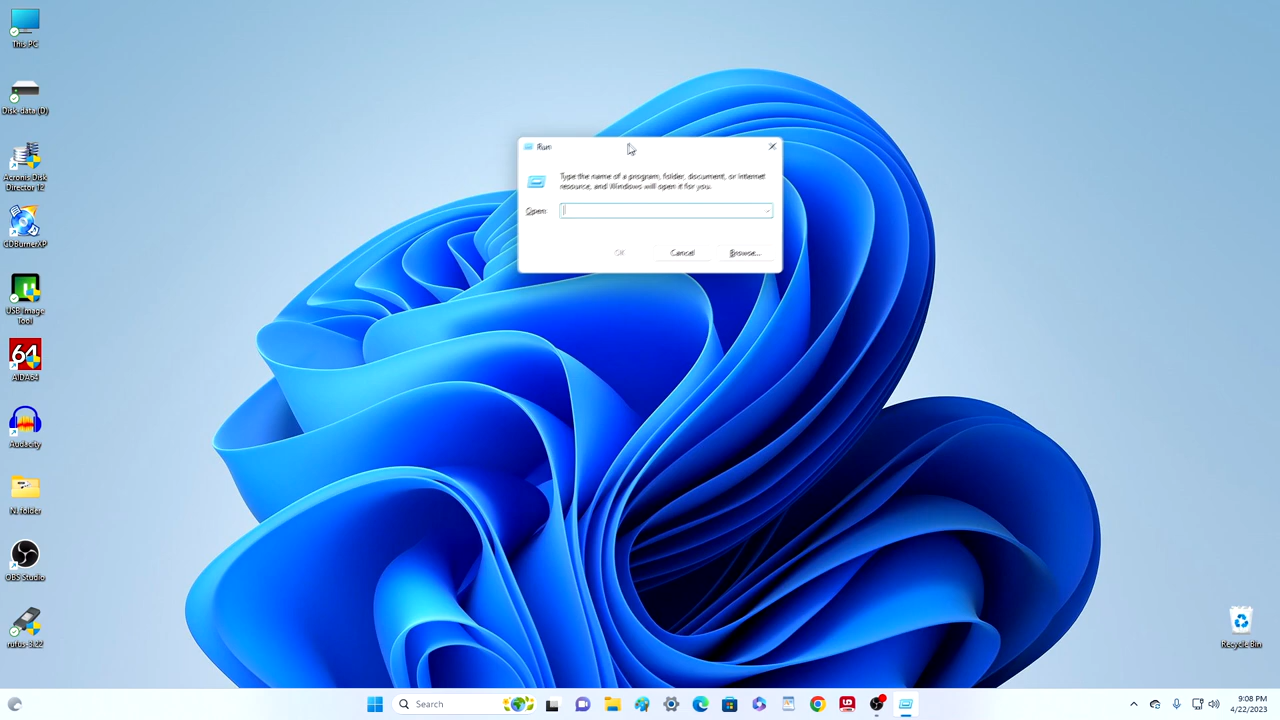 This PC
Disk-data (D)
Acronis Disk
Director 12
CDBurnerXP
USB Image
Tool
64
AIDA64
Audacity
N. folder
OBS Studio
rufus-3.22
Run
Type the name of a program, folder, document, or Internet
resource, and Windows will open it for you.
Open:
OK
Cancel
Browse...
Recycle Bin
Search
9:08 PM
4/22/2023